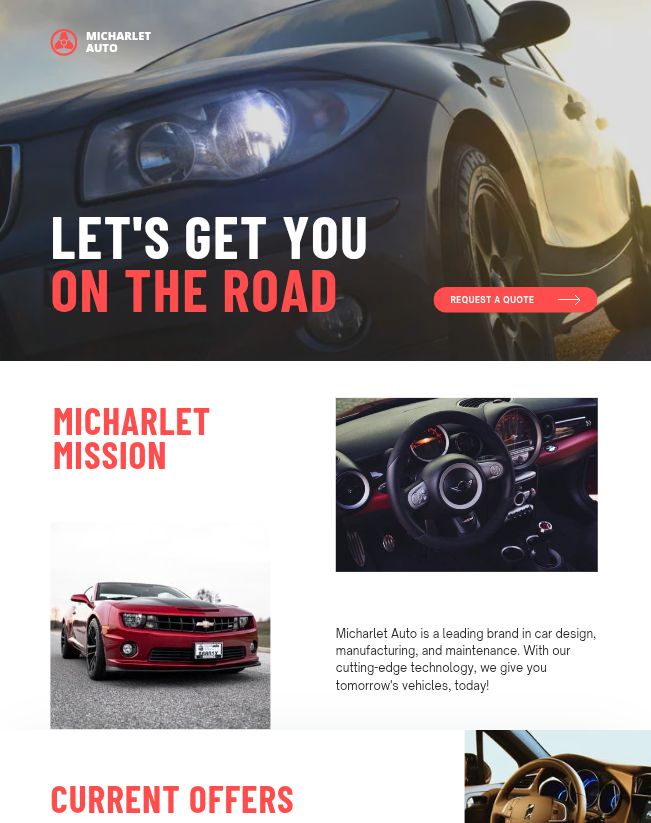 MICHARLET
AUTO
LET'S GET YOU
ON THE ROAD
REQUEST A QUOTE
MICHARLET
MISSION
Micharlet Auto is a leading brand in car design,
manufacturing, and maintenance. With our
cutting-edge technology, we give you
tomorrow's vehicles, today!
CURRENT OFFERS